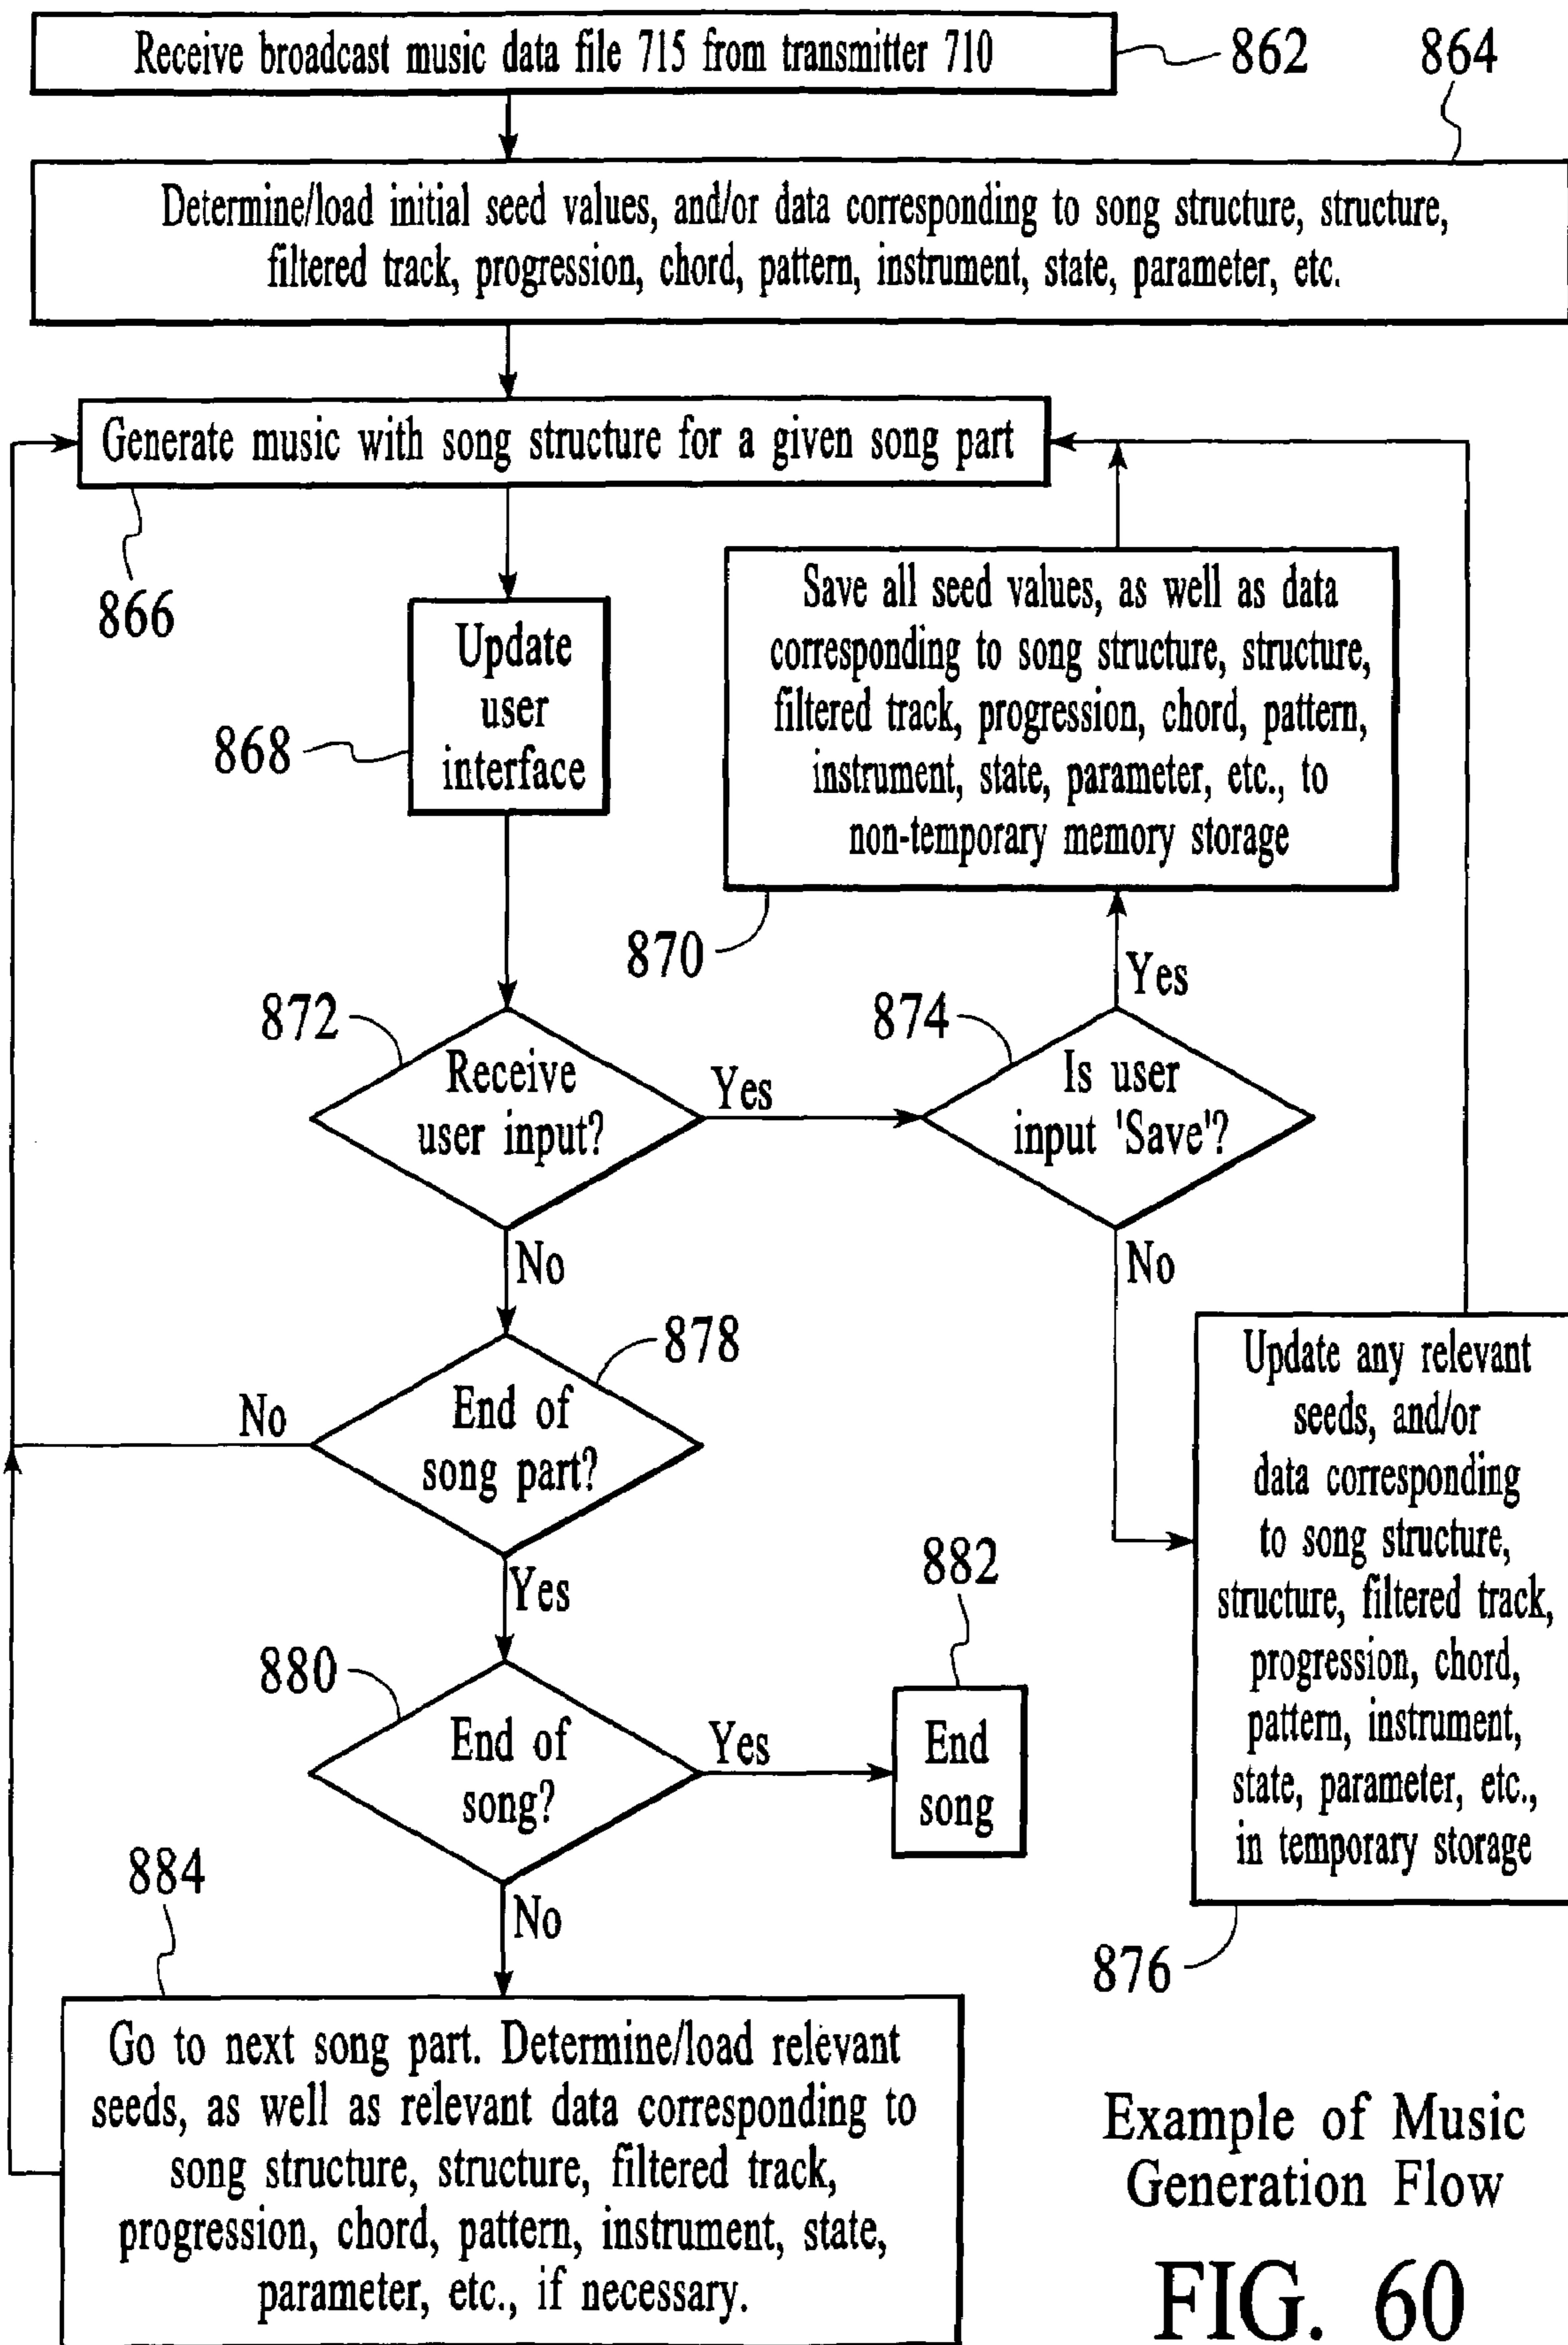 Receive broadcast music data file 715 from transmitter 710
862
864
Determine/load initial seed values, and/or data corresponding to song structure, structure,
filtered track, progression, chord, pattern, instrument, state, parameter, etc.
Generate music with song structure for a given song part
866
Update
user
interface
868
Save all seed values, as well as data
corresponding to song structure, structure,
filtered track, progression, chord, pattern,
instrument, state, parameter, etc., to
non-temporary memory storage
870
Yes
872
Receive
user input?
Yes
874
Is user
input 'Save'?
No
No
878
End of
song part?
No
Yes
Update any relevant
seeds, and/or
data corresponding
to song structure,
structure, filtered track,
progression, chord,
pattern, instrument,
state, parameter, etc.,
in temporary storage
876
880
End of
song?
Yes
882
End
song
No
884
Go to next song part. Determine/load relevant
seeds, as well as relevant data corresponding to
song structure, structure, filtered track,
progression, chord, pattern, instrument, state,
parameter, etc., if necessary.
Example of Music
Generation Flow
FIG. 60